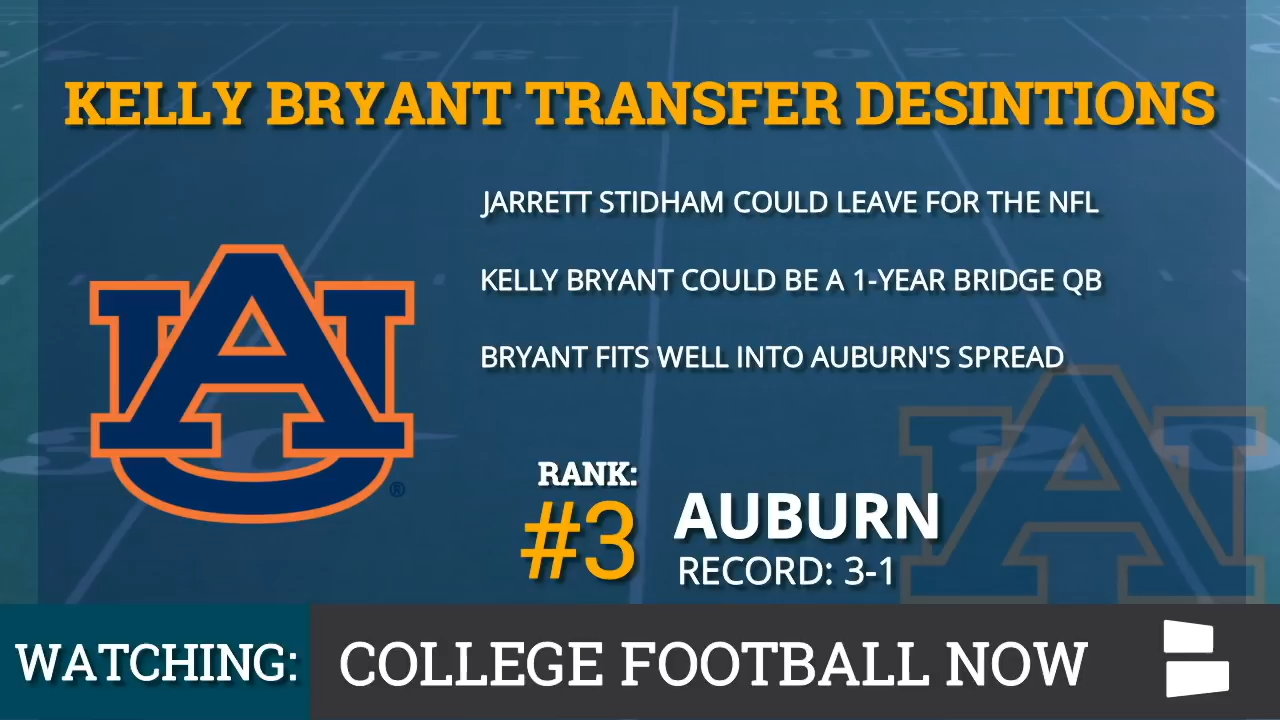 KELLY BRYANT TRANSFER DESINTIONS
JARRETT STIDHAM COULD LEAVE FOR THE NFL
KELLY BRYANT COULD BE A 1-YEAR BRIDGE QB
BRYANT FITS WELL INTO AUBURN'S SPREAD
AU
®
RANK:
#3
AUBURN
RECORD: 3-1
WATCHING:
COLLEGE FOOTBALL NOW